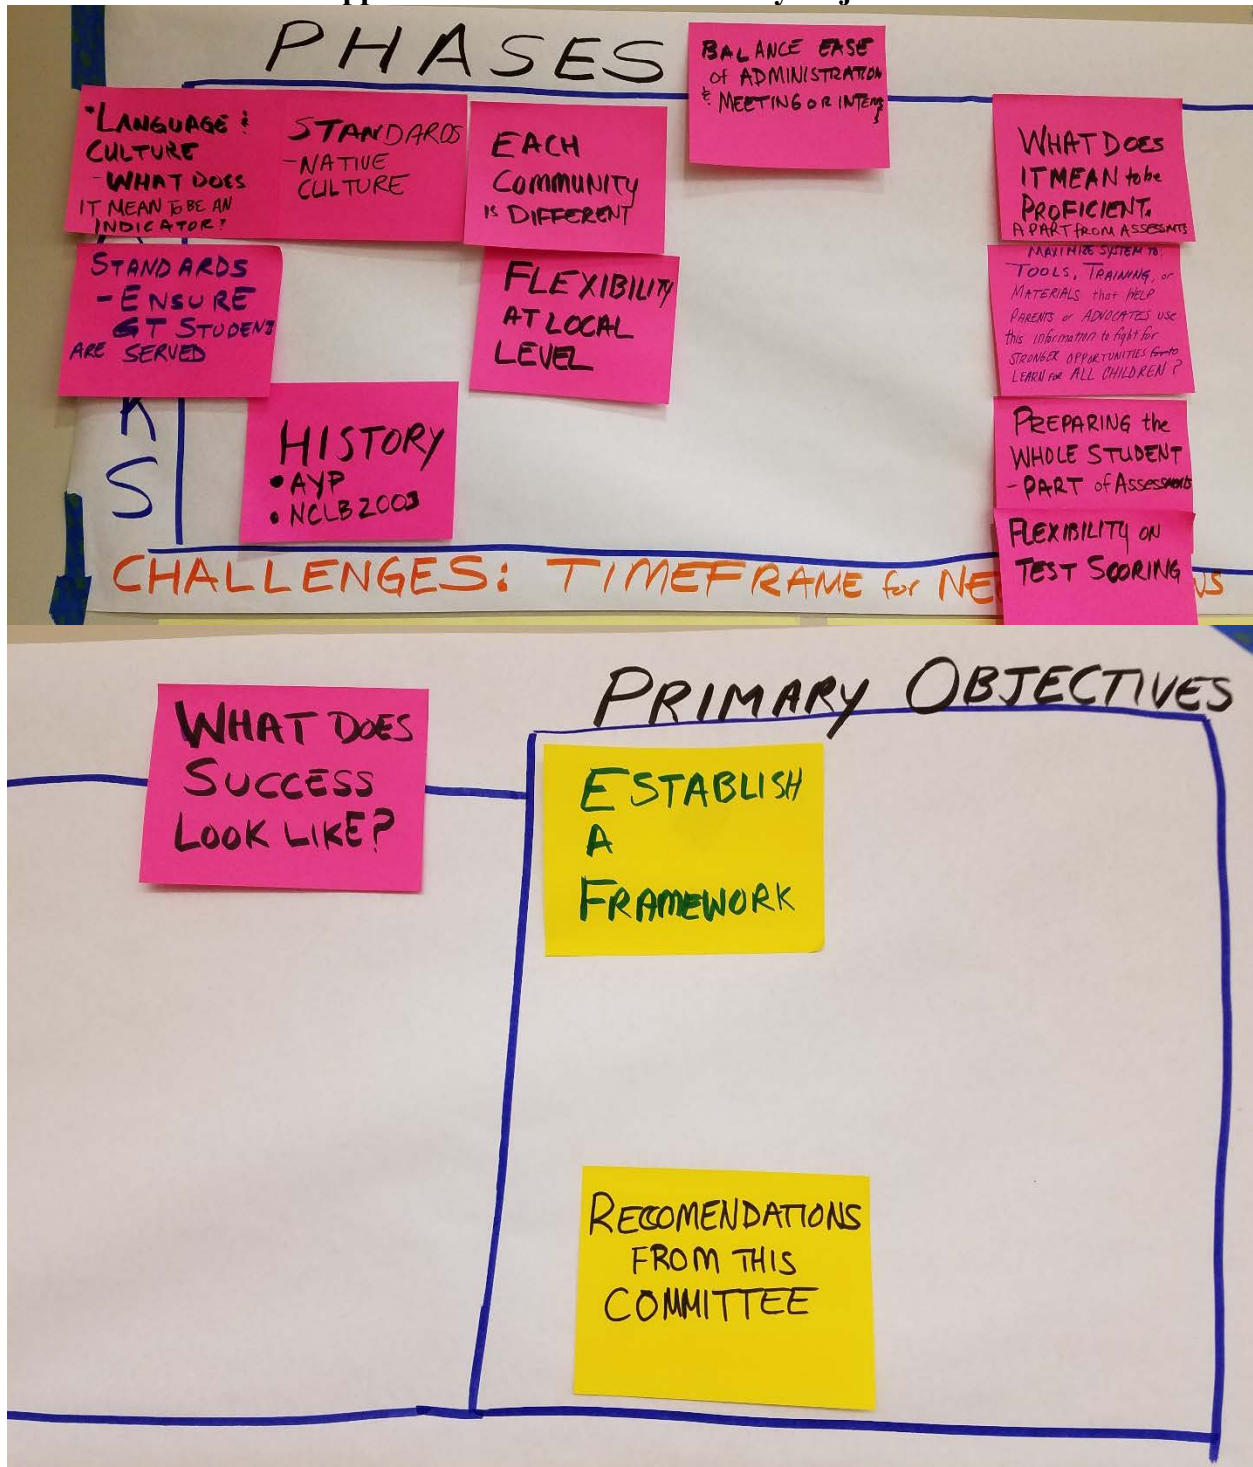 PHASES
BALANCE EASE
of ADMINISTRATION
& MEETING OR INTENT
• LANGUAGE &
CULTURE
- WHAT DOES
IT MEAN TO BE AN
INDICATOR?
STANDARDS
- NATIVE
CULTURE
EACH
COMMUNITY
IS DIFFERENT
WHAT DOES
IT MEAN to be
PROFICIENT.
A PART FROM ASSESSMTS
STANDARDS
- ENSURE
GT STUDENTS
ARE SERVED
FLEXIBILITY
AT LOCAL
LEVEL
MAXIMIZE SYSTEM TO:
TOOLS, TRAINING, or
MATERIALS that HELP
PARENTS or ADVOCATES USE
this information to fight for
STRONGER OPPORTUNITIES for to
LEARN for ALL CHILDREN?
K
S
HISTORY
• AYP
• NCLB 2003
PREPARING the
WHOLE STUDENT
- PART of Assessments
FLEXIBILITY ON
TEST SCORING
CHALLENGES: TIMEFRAME for NE
NS
PRIMARY OBJECTIVES
WHAT DOES
SUCCESS
LOOK LIKE?
ESTABLISH
A
FRAMEWORK
RECOMENDATIONS
FROM THIS
COMMITTEE